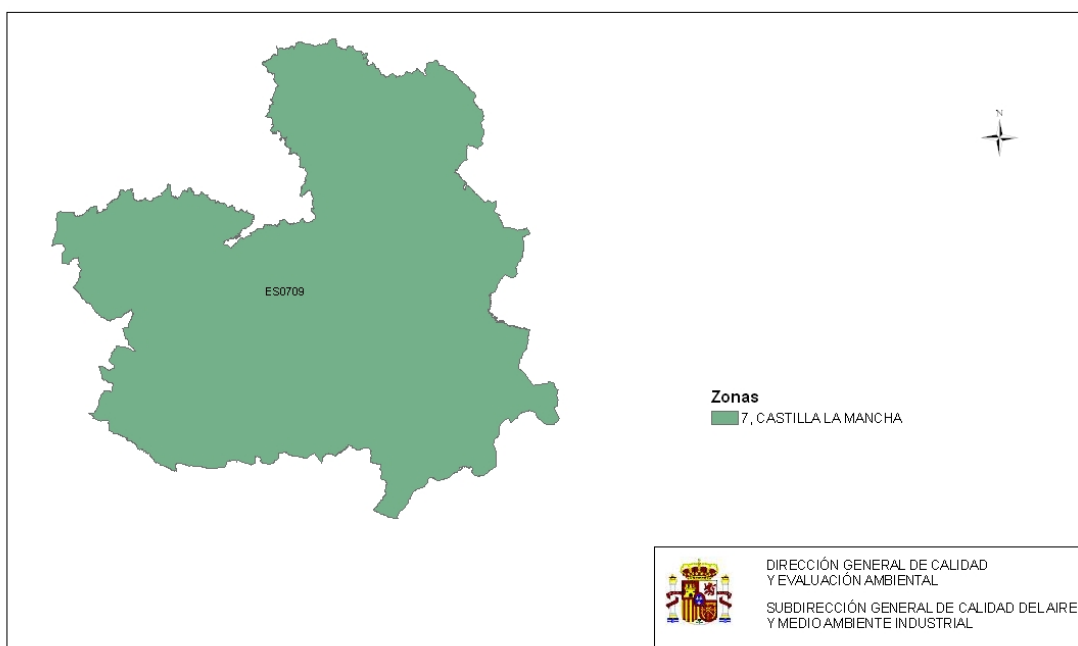 N
ES0709
Zonas
7, CASTILLA LA MANCHA
DIRECCIÓN GENERAL DE CALIDAD
Y EVALUACIÓN AMBIENTAL
SUBDIRECCIÓN GENERAL DE CALIDAD DEL AIRE
Y MEDIO AMBIENTE INDUSTRIAL